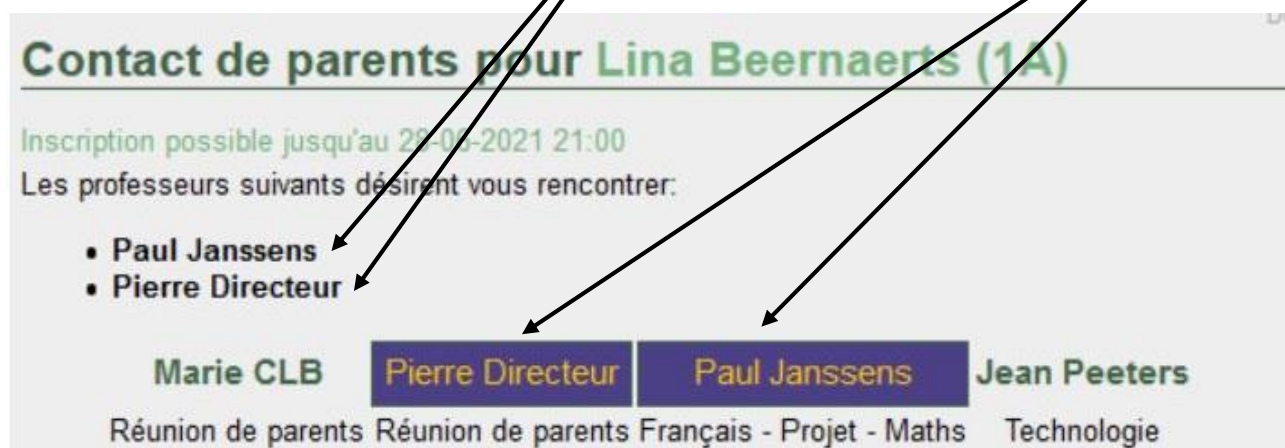 Contact de parents pour Lina Beernaerts (1A)
Inscription possible jusqu'au 28-06-2021 21:00
Les professeurs suivants désirent vous rencontrer:
• Paul Janssens
• Pierre Directeur
Marie CLB Pierre Directeur Paul Janssens Jean Peeters
Réunion de parents Réunion de parents Français - Projet - Maths Technologie